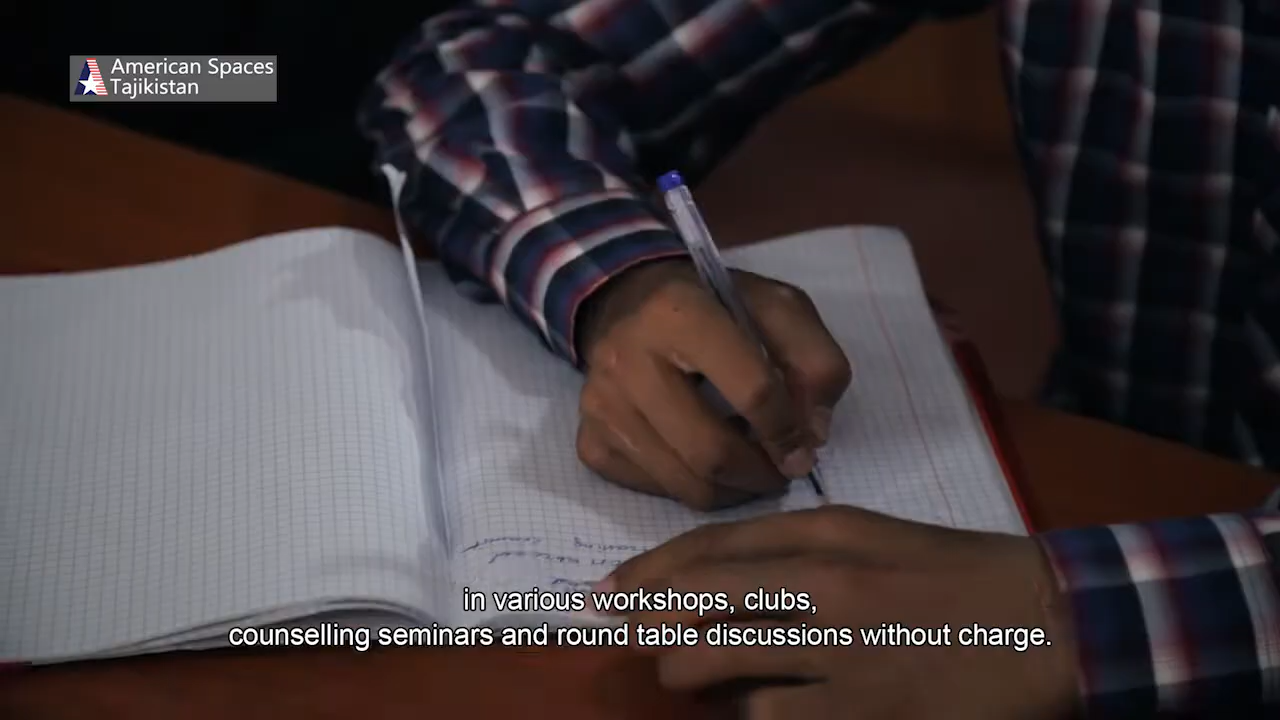 American Spaces
Tajikistan
in various workshops, clubs,
counselling seminars and round table discussions without charge.